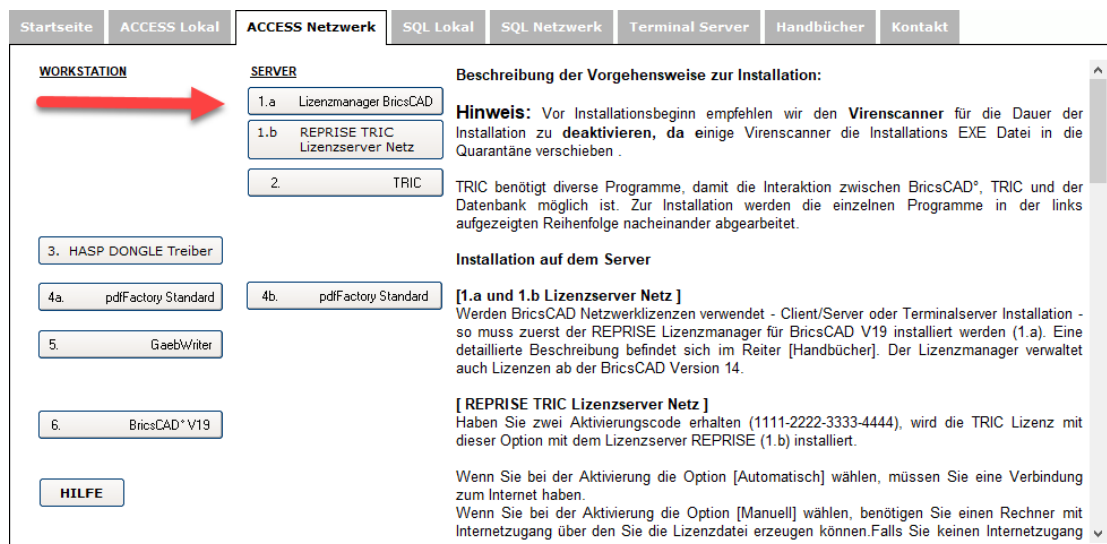 Startseite
ACCESS Lokal
ACCESS Netzwerk
SQL Lokal
SQL Netzwerk
Terminal Server
Handbücher
Kontakt
WORKSTATION
SERVER
1.a Lizenzmanager BricsCAD
1.b REPRISE TRIC
Lizenzserver Netz
2. TRIC
3. HASP DONGLE Treiber
4a. pdfFactory Standard
4b. pdfFactory Standard
5. GaebWriter
6. BricsCAD° V19
HILFE
Beschreibung der Vorgehensweise zur Installation:
Hinweis: Vor Installationsbeginn empfehlen wir den Virenscanner für die Dauer der
Installation zu deaktivieren, da einige Virenscanner die Installations EXE Datei in die
Quarantäne verschieben .
TRIC benötigt diverse Programme, damit die Interaktion zwischen BricsCAD°, TRIC und der
Datenbank möglich ist. Zur Installation werden die einzelnen Programme in der links
aufgezeigten Reihenfolge nacheinander abgearbeitet.
Installation auf dem Server
[1.a und 1.b Lizenzserver Netz ]
Werden BricsCAD Netzwerklizenzen verwendet - Client/Server oder Terminalserver Installation -
so muss zuerst der REPRISE Lizenzmanager für BricsCAD V19 installiert werden (1.a). Eine
detaillierte Beschreibung befindet sich im Reiter [Handbücher]. Der Lizenzmanager verwaltet
auch Lizenzen ab der BricsCAD Version 14.
[ REPRISE TRIC Lizenzserver Netz ]
Haben Sie zwei Aktivierungscode erhalten (1111-2222-3333-4444), wird die TRIC Lizenz mit
dieser Option mit dem Lizenzserver REPRISE (1.b) installiert.
Wenn Sie bei der Aktivierung die Option [Automatisch] wählen, müssen Sie eine Verbindung
zum Internet haben.
Wenn Sie bei der Aktivierung die Option [Manuell] wählen, benötigen Sie einen Rechner mit
Internetzugang über den Sie die Lizenzdatei erzeugen können.Falls Sie keinen Internetzugang